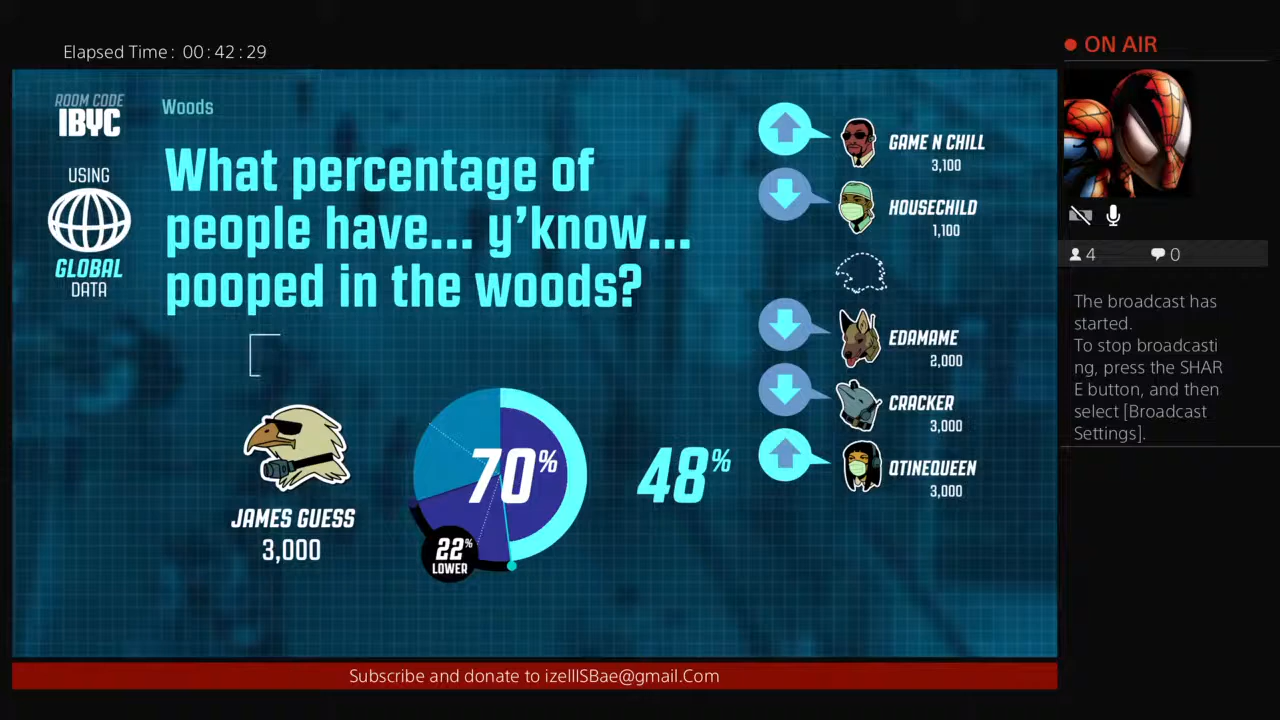 Elapsed Time: 00:42:29
ON AIR
ROOM CODE
IBYC
USING
GLOBAL
DATA
Woods
What percentage of
people have... y'know...
pooped in the woods?
GAME N CHILL
3,100
HOUSECHILD
1,100
EDAMAME
2,000
CRACKER
3,000
QTINEQUEEN
3,000
JAMES GUESS
3,000
70%
22%
LOWER
48%
4
0
The broadcast has
started.
To stop broadcasti
ng, press the SHAR
E button, and then
select [Broadcast
Settings].
Subscribe and donate to izelllSBae@gmail.Com